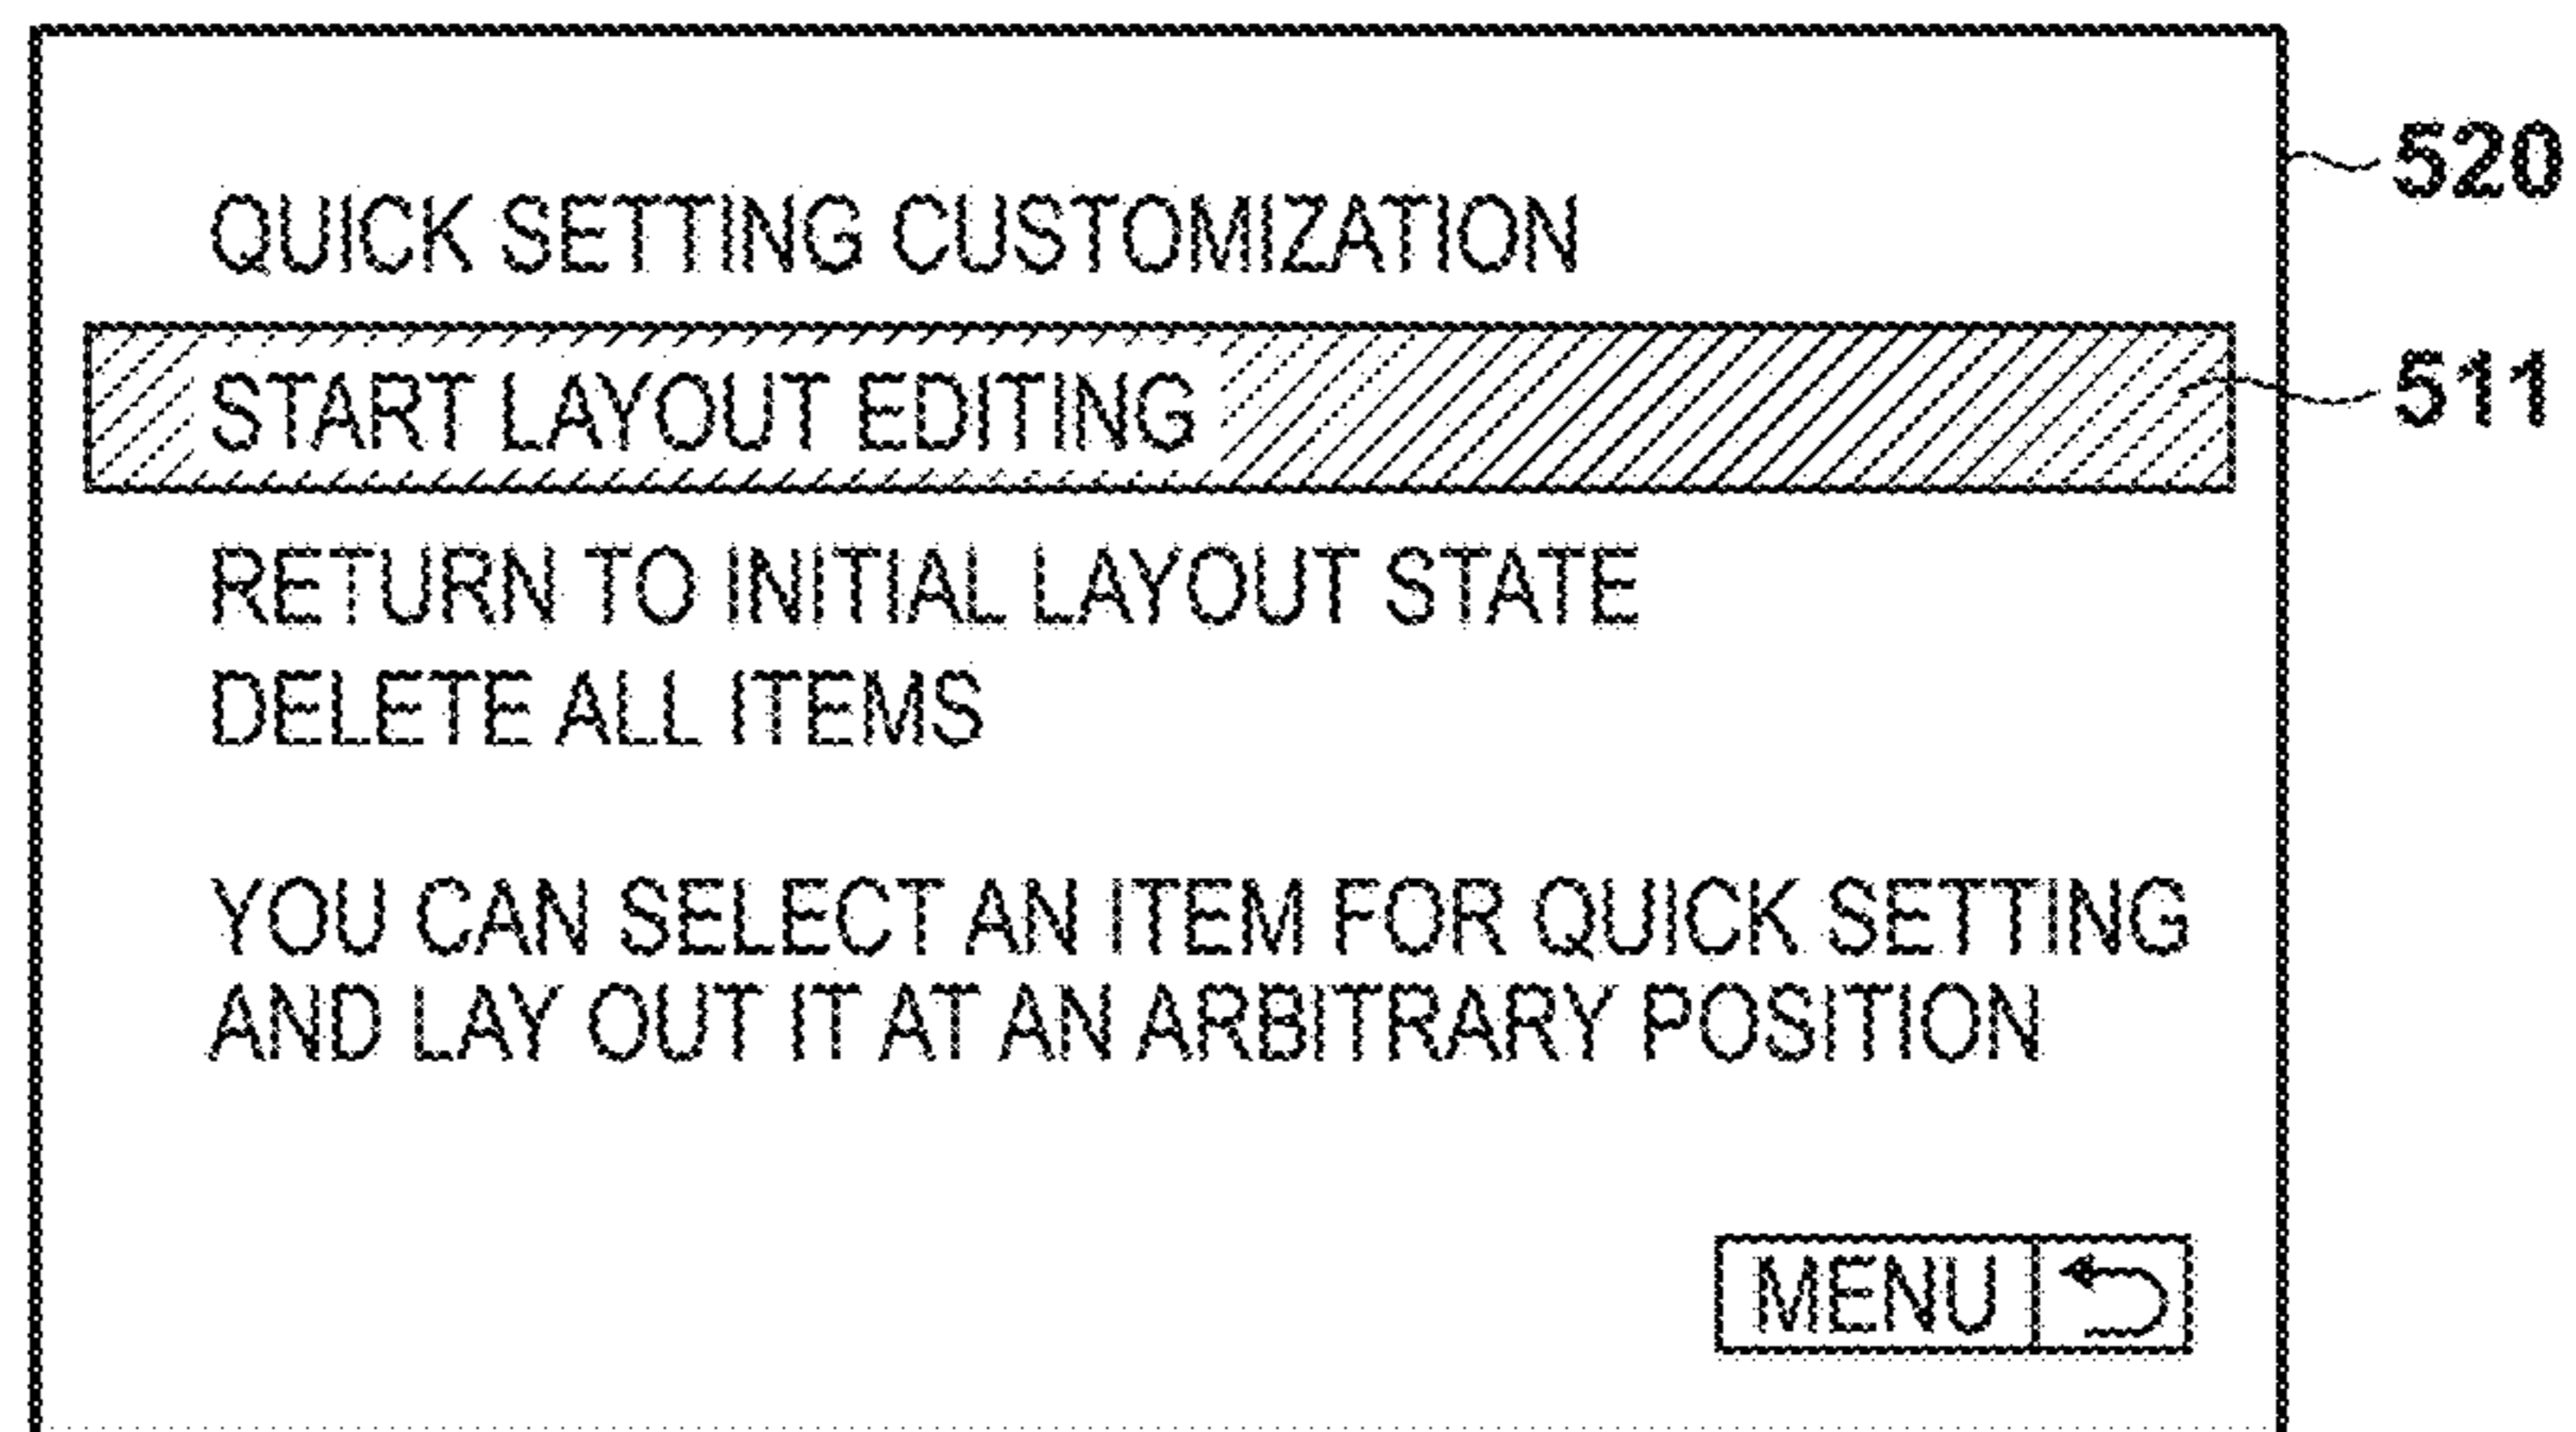 QUICK SETTING CUSTOMIZATION
520
START LAYOUT EDITING
511
RETURN TO INITIAL LAYOUT STATE
DELETE ALL ITEMS
YOU CAN SELECT AN ITEM FOR QUICK SETTING
AND LAY OUT IT AT AN ARBITRARY POSITION
MENU